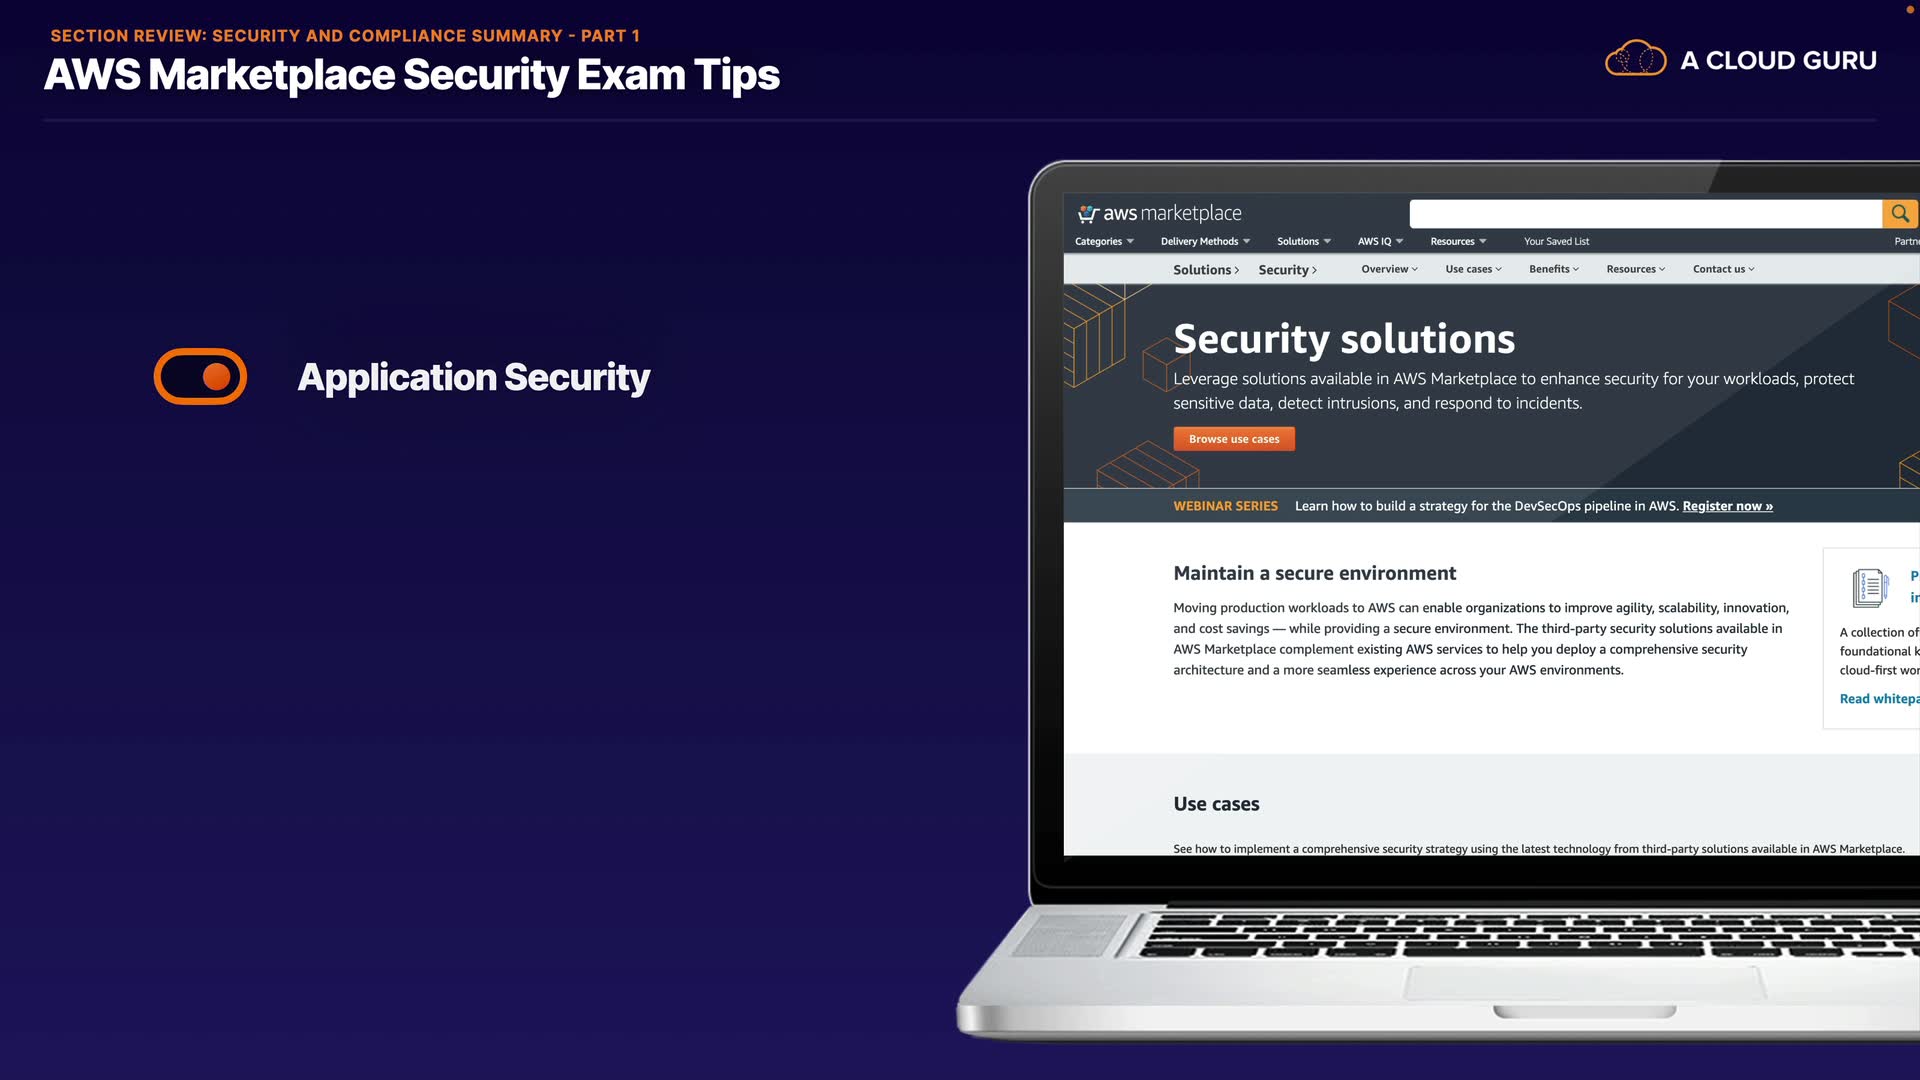 SECTION REVIEW: SECURITY AND COMPLIANCE SUMMARY - PART 1
AWS Marketplace Security Exam Tips
A CLOUD GURU
Application Security
aws marketplace
Categories
Delivery Methods
Solutions
AWS IQ
Resources
Your Saved List
Partne
Solutions
Security
Overview
Use cases
Benefits
Resources
Contact us
Security solutions
Leverage solutions available in AWS Marketplace to enhance security for your workloads, protect
sensitive data, detect intrusions, and respond to incidents.
Browse use cases
WEBINAR SERIES Learn how to build a strategy for the DevSecOps pipeline in AWS. Register now »
Maintain a secure environment
Moving production workloads to AWS can enable organizations to improve agility, scalability, innovation,
and cost savings — while providing a secure environment. The third-party security solutions available in
AWS Marketplace complement existing AWS services to help you deploy a comprehensive security
architecture and a more seamless experience across your AWS environments.
A collection of
foundational k
cloud-first wor
Read whitepa
Use cases
See how to implement a comprehensive security strategy using the latest technology from third-party solutions available in AWS Marketplace.